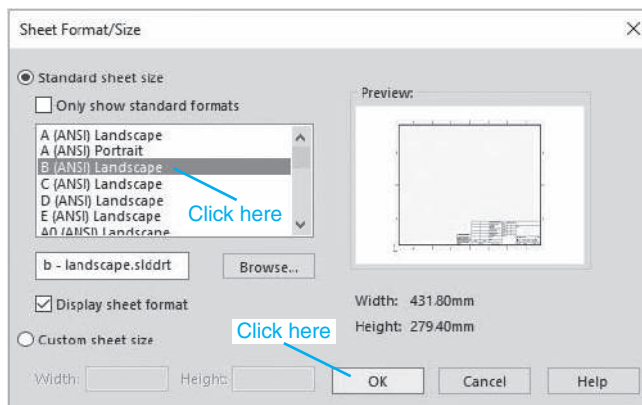 Sheet Format/Size
Standard sheet size
Only show standard formats
A (ANSI) Landscape
A (ANSI) Portrait
B (ANSI) Landscape
C (ANSI) Landscape
D (ANSI) Landscape
E (ANSI) Landscape
A0 (ANSI) Landscape
Click here
b - landscape.slddrt
Browse...
Display sheet format
Custom sheet size
Width:
Height:
Preview:
Width: 431.80mm
Height: 279.40mm
Click here
OK
Cancel
Help